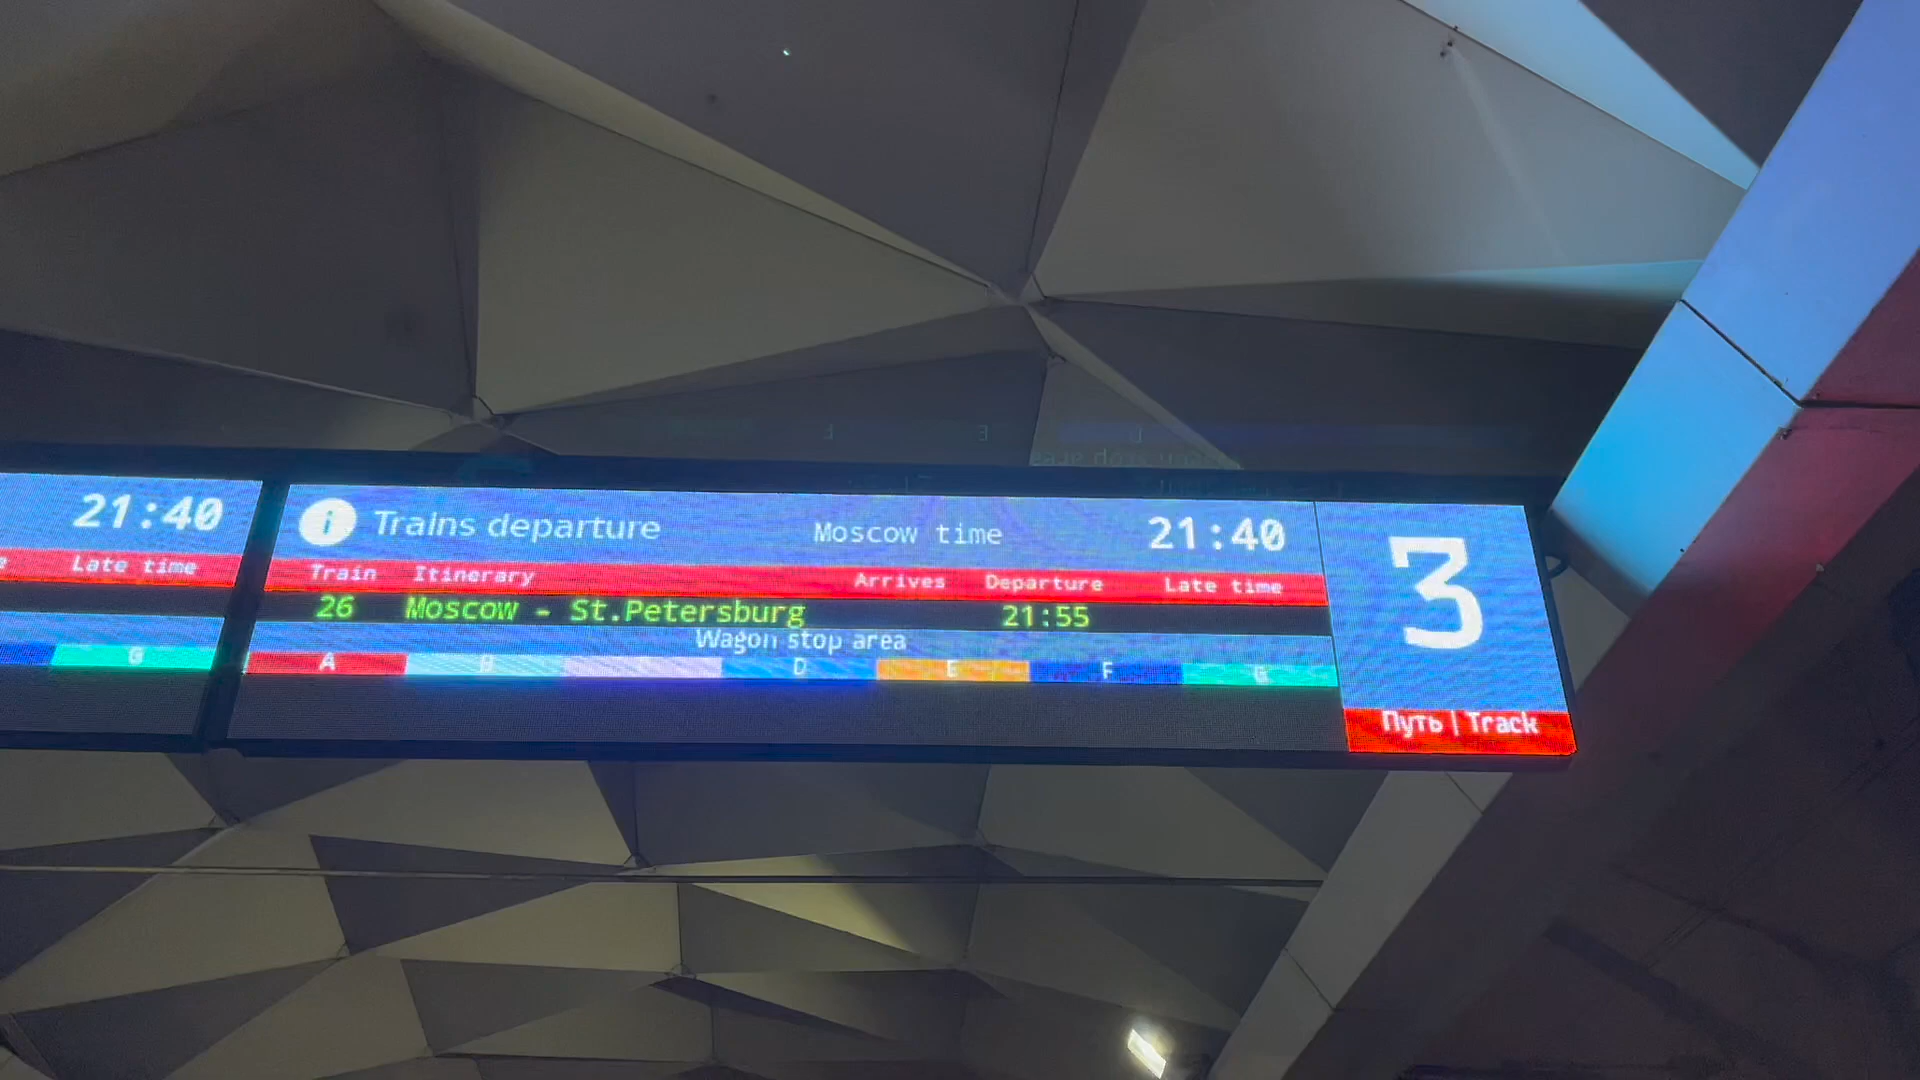 21:40
Late time
G
i Trains departure Moscow time 21:40
Train Itinerary Arrives Departure Late time
26 Moscow - St.Petersburg 21:55
Wagon stop area
A B D E F G
3
Путь | Track